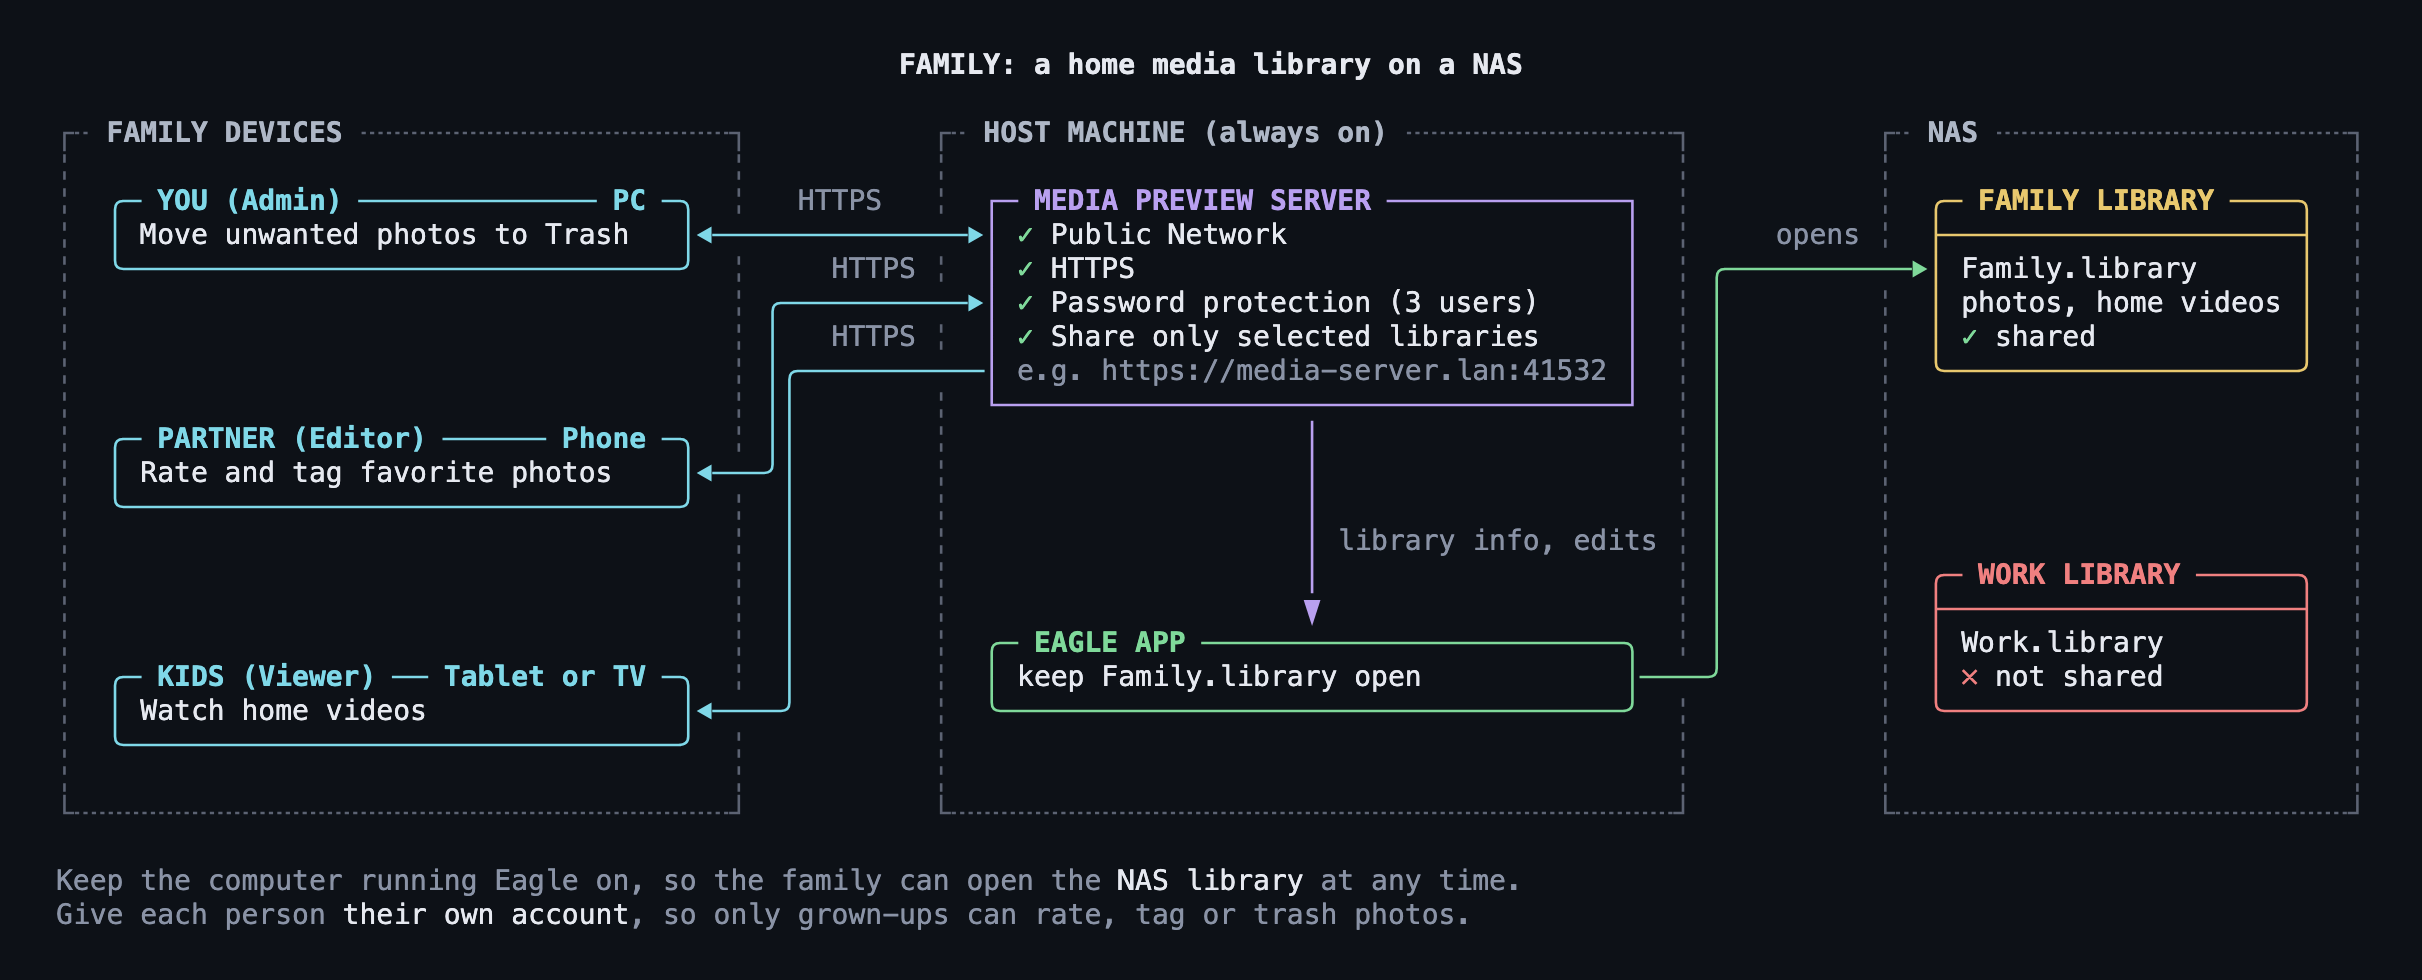 FAMILY: a home media library on a NAS
FAMILY DEVICES
YOU (Admin) PC
Move unwanted photos to Trash
PARTNER (Editor) Phone
Rate and tag favorite photos
KIDS (Viewer) Tablet or TV
Watch home videos
HTTPS
HTTPS
HTTPS
HOST MACHINE (always on)
MEDIA PREVIEW SERVER
✓ Public Network
✓ HTTPS
✓ Password protection (3 users)
✓ Share only selected libraries
e.g. https://media-server.lan:41532
library info, edits
EAGLE APP
keep Family.library open
opens
NAS
FAMILY LIBRARY
Family.library
photos, home videos
✓ shared
WORK LIBRARY
Work.library
✕ not shared
Keep the computer running Eagle on, so the family can open the NAS library at any time.
Give each person their own account, so only grown-ups can rate, tag or trash photos.